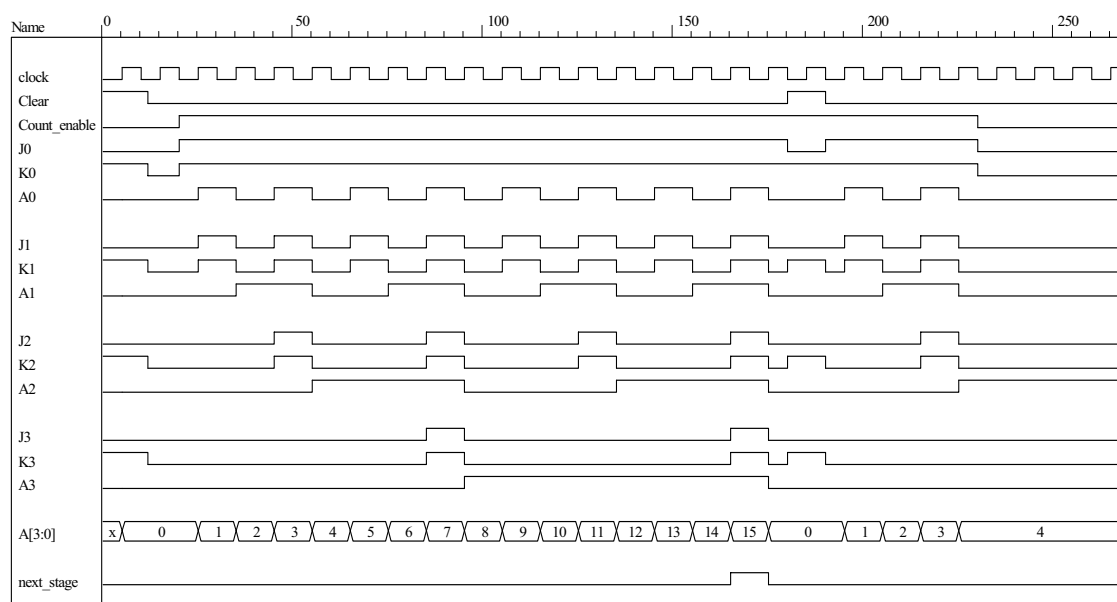 Name 0 50 100 150 200 250
clock
Clear
Count_enable
J0
K0
A0
J1
K1
A1
J2
K2
A2
J3
K3
A3
A[3:0] x 0 1 2 3 4 5 6 7 8 9 10 11 12 13 14 15 0 1 2 3 4
next_stage